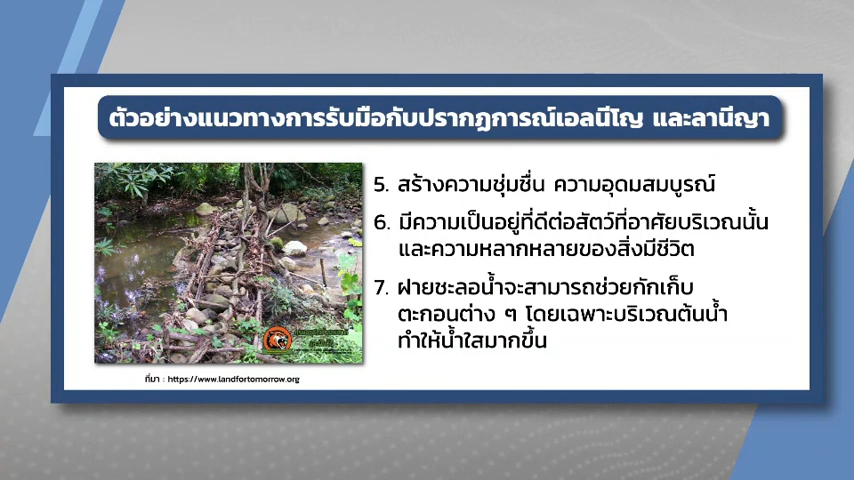 ตัวอย่างแนวทางการรับมือกับปรากฏการณ์เอลนีโญ และลานีญา
5. สร้างความชุ่มชื่น ความอุดมสมบูรณ์
6. มีความเป็นอยู่ที่ดีต่อสัตว์ที่อาศัยบริเวณนั้น
และความหลากหลายของสิ่งมีชีวิต
7. ฝายชะลอน้ำจะสามารถช่วยกักเก็บ
ตะกอนต่าง ๆ โดยเฉพาะบริเวณต้นน้ำ
ทำให้น้ำใสมากขึ้น
ที่มา : https://www.landfortomorrow.org